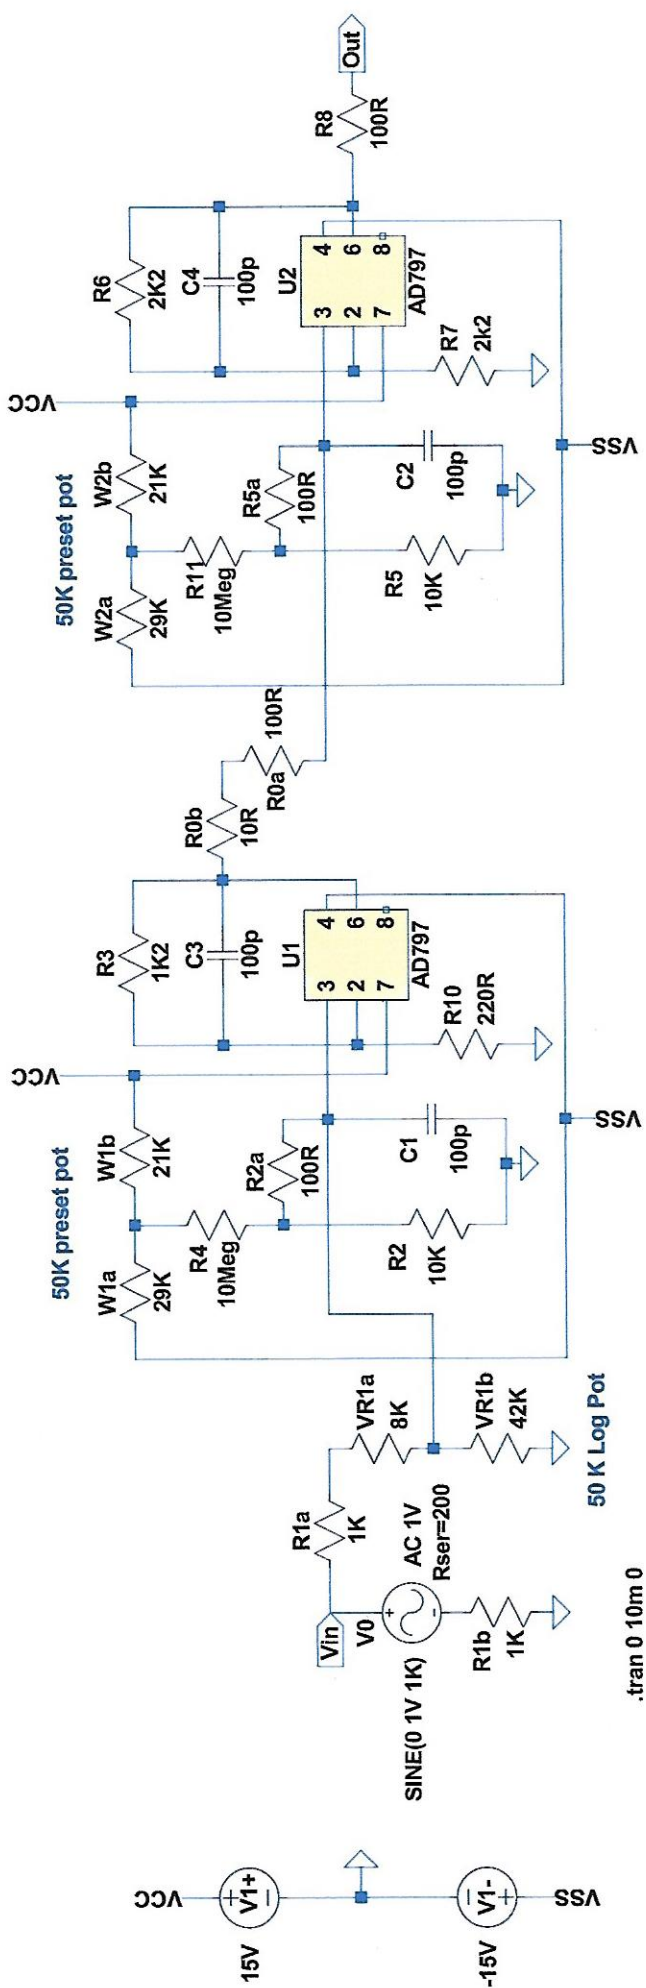 VCC
15V
V1+
-15V
V1-
VSS
Vin
V0
SINE(0 1V 1K)
AC 1V
Rser=200
R1b
1K
R1a
1K
VR1a
8K
VR1b
42K
50 K Log Pot
.tran 0 10m 0
50K preset pot
W1a
29K
W1b
21K
VCC
R4
10Meg
R2a
100R
R2
10K
C1
100p
R3
1K2
C3
100p
U1
3
2
7
4
6
8
AD797
R10
220R
VSS
R0b
10R
R0a
100R
50K preset pot
W2a
29K
W2b
21K
VCC
R11
10Meg
R5a
100R
R5
10K
C2
100p
R6
2K2
C4
100p
U2
3
2
7
4
6
8
AD797
R7
2k2
VSS
R8
100R
Out